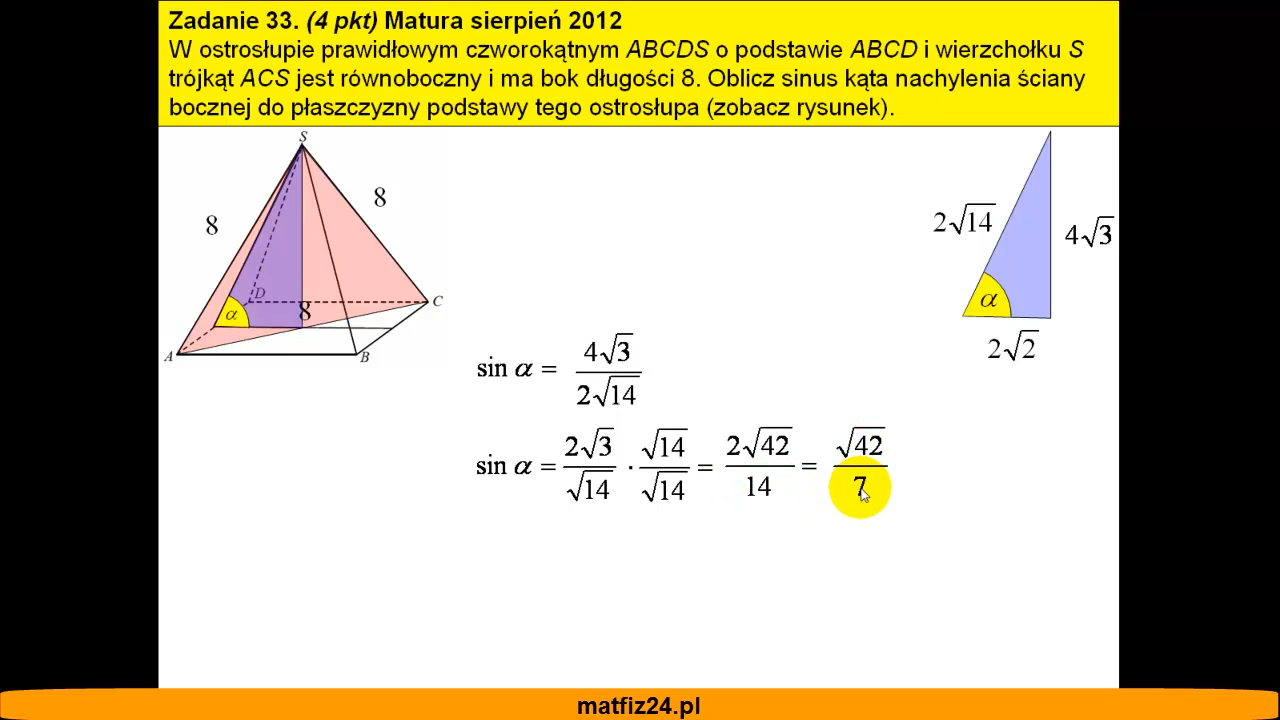 Zadanie 33. (4 pkt) Matura sierpień 2012
W ostrosłupie prawidłowym czworokątnym ABCDS o podstawie ABCD i wierzchołku S
trójkąt ACS jest równoboczny i ma bok długości 8. Oblicz sinus kąta nachylenia ściany
bocznej do płaszczyzny podstawy tego ostrosłupa (zobacz rysunek).
S
8
8
D
C
8
α
A
B
2√14
4√3
α
2√2
sin α = 4√3 / 2√14
sin α = 2√3 / √14 · √14 / √14 = 2√42 / 14 = √42 / 7
matfiz24.pl